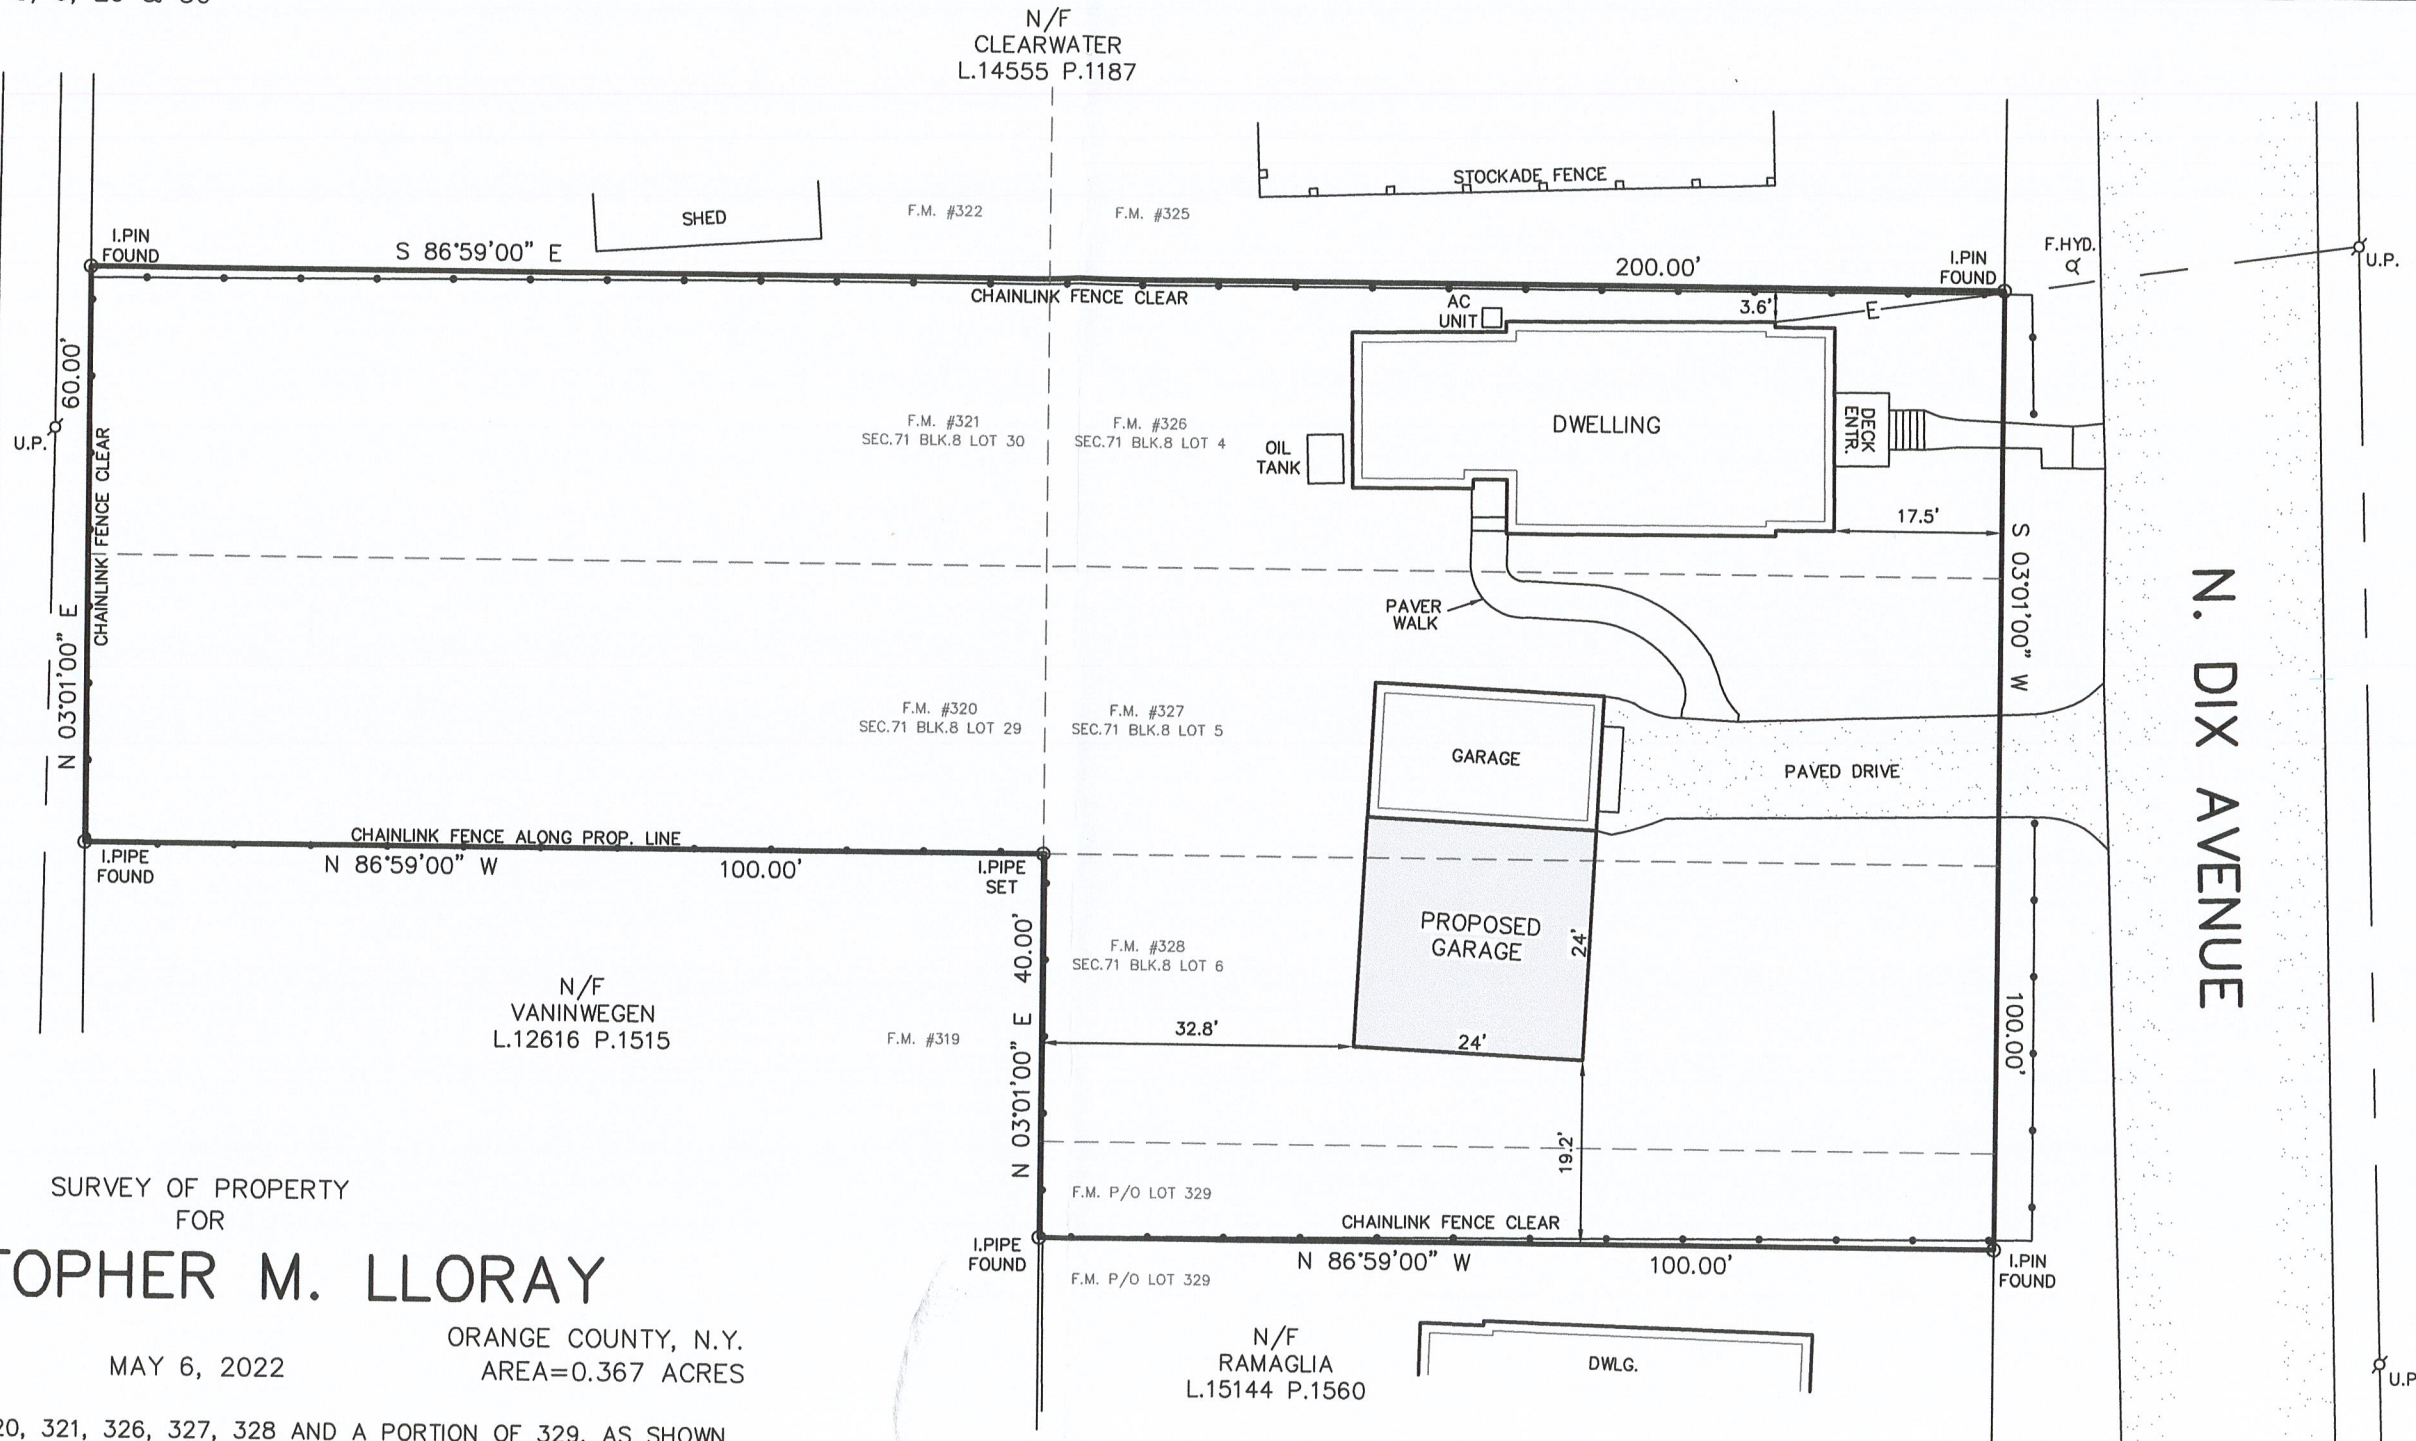 N/F
CLEARWATER
L.14555 P.1187
STOCKADE FENCE
SHED
F.M. #322
F.M. #325
I.PIN
FOUND
S 86°59'00" E
200.00'
I.PIN
FOUND
F.HYD.
U.P.
CHAINLINK FENCE CLEAR
AC
UNIT
3.6'
E
60.00'
U.P.
CHAINLINK FENCE CLEAR
N 03°01'00" E
F.M. #321
SEC.71 BLK.8 LOT 30
F.M. #326
SEC.71 BLK.8 LOT 4
OIL
TANK
DWELLING
DECK
ENTR.
17.5'
S 03°01'00" W
PAVER
WALK
N. DIX AVENUE
F.M. #320
SEC.71 BLK.8 LOT 29
F.M. #327
SEC.71 BLK.8 LOT 5
GARAGE
PAVED DRIVE
CHAINLINK FENCE ALONG PROP. LINE
I.PIPE
FOUND
N 86°59'00" W
100.00'
I.PIPE
SET
PROPOSED
GARAGE
24'
24'
40.00'
N 03°01'00" E
F.M. #328
SEC.71 BLK.8 LOT 6
N/F
VANINWEGEN
L.12616 P.1515
F.M. #319
32.8'
100.00'
19.2'
F.M. P/O LOT 329
CHAINLINK FENCE CLEAR
I.PIPE
FOUND
N 86°59'00" W
100.00'
I.PIN
FOUND
F.M. P/O LOT 329
N/F
RAMAGLIA
L.15144 P.1560
DWLG.
U.P
SURVEY OF PROPERTY
FOR
TOPHER M. LLORAY
ORANGE COUNTY, N.Y.
MAY 6, 2022
AREA=0.367 ACRES
20, 321, 326, 327, 328 AND A PORTION OF 329, AS SHOWN